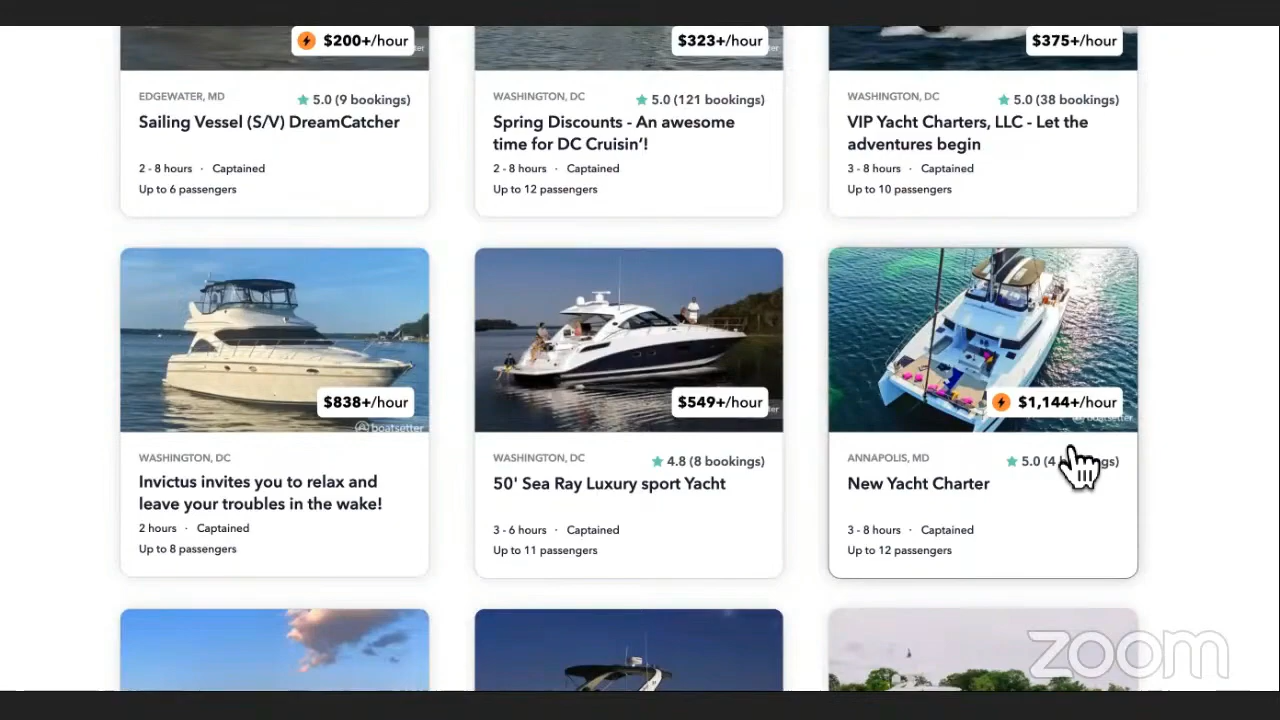 $200+/hour
$323+/hour
$375+/hour
EDGEWATER, MD
5.0 (9 bookings)
Sailing Vessel (S/V) DreamCatcher
2 - 8 hours · Captained
Up to 6 passengers
WASHINGTON, DC
5.0 (121 bookings)
Spring Discounts - An awesome
time for DC Cruisin'!
2 - 8 hours · Captained
Up to 12 passengers
WASHINGTON, DC
5.0 (38 bookings)
VIP Yacht Charters, LLC - Let the
adventures begin
3 - 8 hours · Captained
Up to 10 passengers
$838+/hour
boatsetter
$549+/hour
$1,144+/hour
WASHINGTON, DC
Invictus invites you to relax and
leave your troubles in the wake!
2 hours · Captained
Up to 8 passengers
WASHINGTON, DC
4.8 (8 bookings)
50' Sea Ray Luxury sport Yacht
3 - 6 hours · Captained
Up to 11 passengers
ANNAPOLIS, MD
5.0 (4
New Yacht Charter
3 - 8 hours · Captained
Up to 12 passengers
zoom